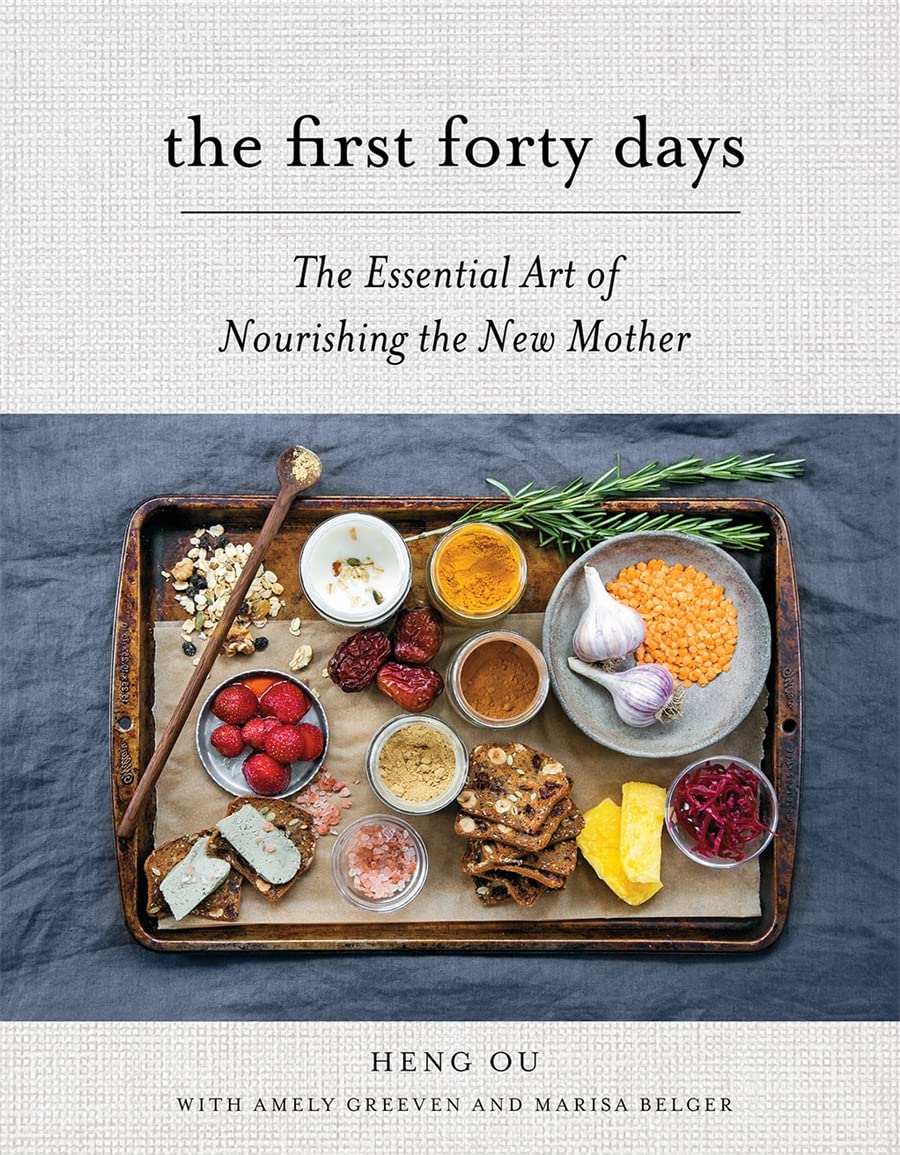 the first forty days
The Essential Art of
Nourishing the New Mother
HENG OU
WITH AMELY GREEVEN AND MARISA BELGER